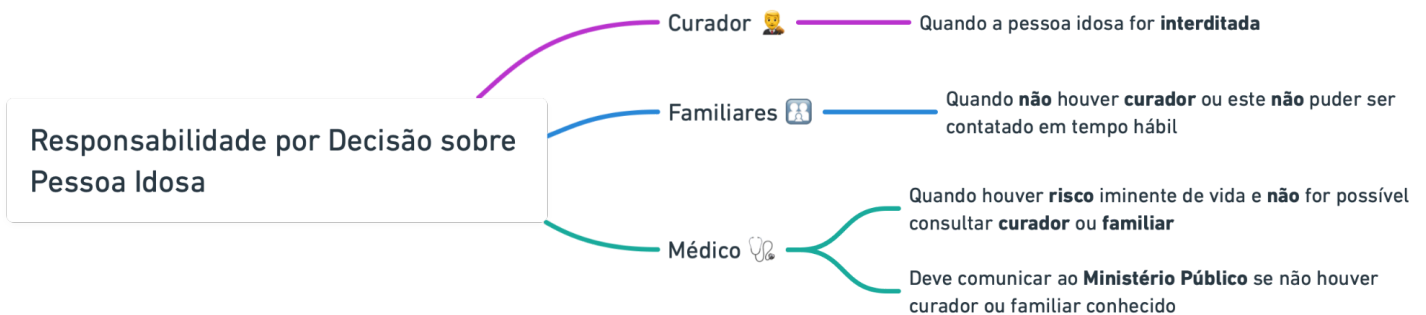 Curador
Quando a pessoa idosa for interditada
Familiares
Quando não houver curador ou este não puder ser
contatado em tempo hábil
Responsabilidade por Decisão sobre
Pessoa Idosa
Médico
Quando houver risco iminente de vida e não for possível
consultar curador ou familiar
Deve comunicar ao Ministério Público se não houver
curador ou familiar conhecido